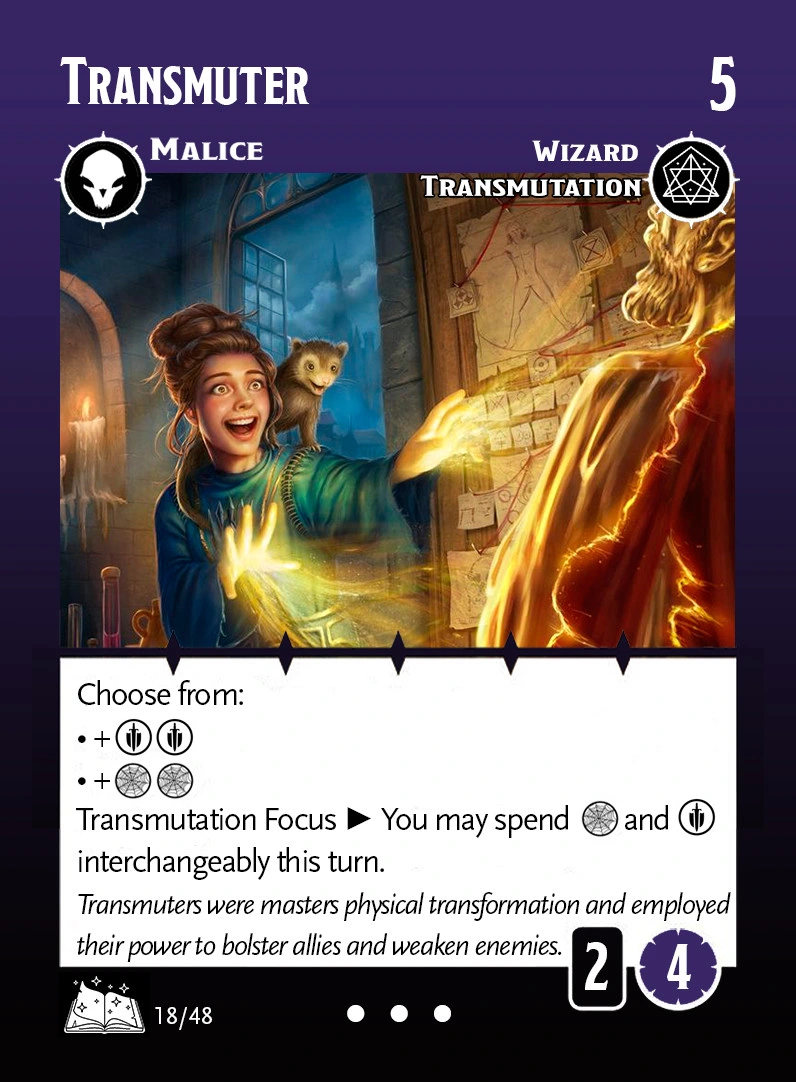 TRANSMUTER 5
MALICE
WIZARD
TRANSMUTATION
Choose from:
• +
• +
Transmutation Focus ► You may spend and
interchangeably this turn.
Transmuters were masters physical transformation and employed
their power to bolster allies and weaken enemies.
2 4
18/48